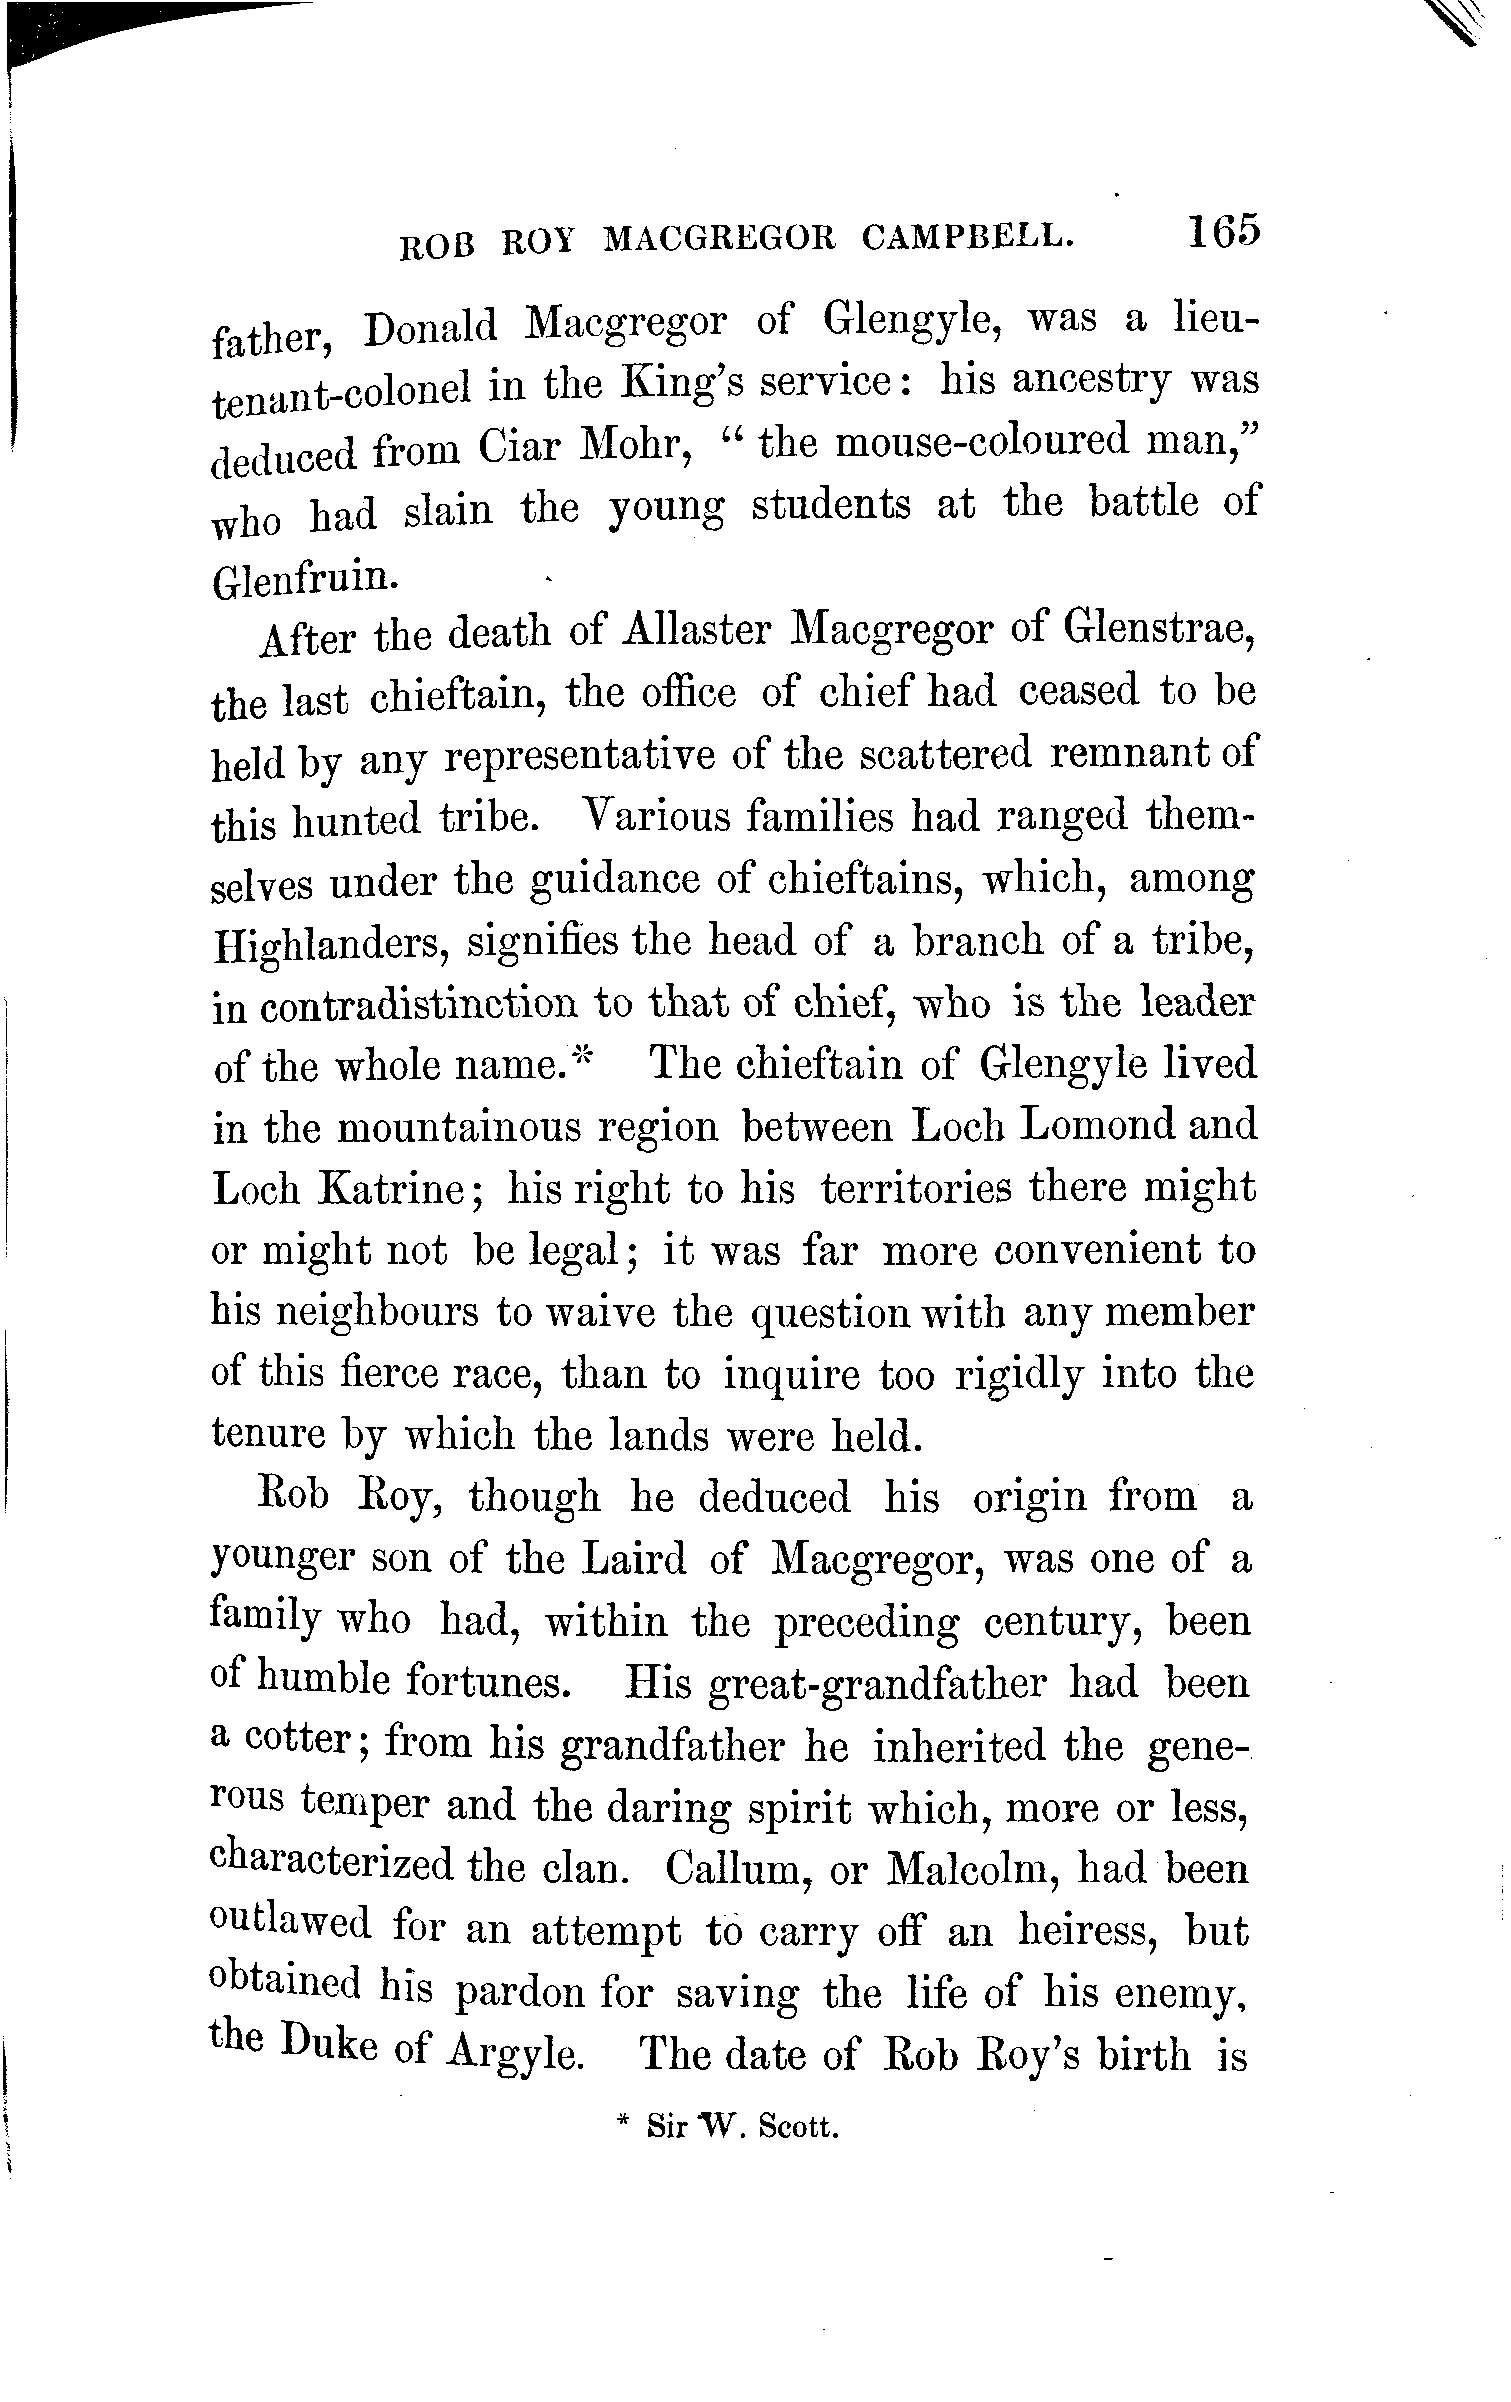 ROB ROY MACGREGOR CAMPBELL. 165
father, Donald Macgregor of Glengyle, was a lieu-
tenant-colonel in the King's service: his ancestry was
deduced from Ciar Mohr, “ the mouse-coloured man,”
who had slain the young students at the battle of
Glenfruin.
After the death of Allaster Macgregor of Glenstrae,
the last chieftain, the office of chief had ceased to be
held by any representative of the scattered remnant of
this hunted tribe. Various families had ranged them-
selves under the guidance of chieftains, which, among
Highlanders, signifies the head of a branch of a tribe,
in contradistinction to that of chief, who is the leader
of the whole name.* The chieftain of Glengyle lived
in the mountainous region between Loch Lomond and
Loch Katrine; his right to his territories there might
or might not be legal; it was far more convenient to
his neighbours to waive the question with any member
of this fierce race, than to inquire too rigidly into the
tenure by which the lands were held.
Rob Roy, though he deduced his origin from a
younger son of the Laird of Macgregor, was one of a
family who had, within the preceding century, been
of humble fortunes. His great-grandfather had been
a cotter; from his grandfather he inherited the gene-
rous temper and the daring spirit which, more or less,
characterized the clan. Callum, or Malcolm, had been
outlawed for an attempt to carry off an heiress, but
obtained his pardon for saving the life of his enemy,
the Duke of Argyle. The date of Rob Roy's birth is
* Sir W. Scott.